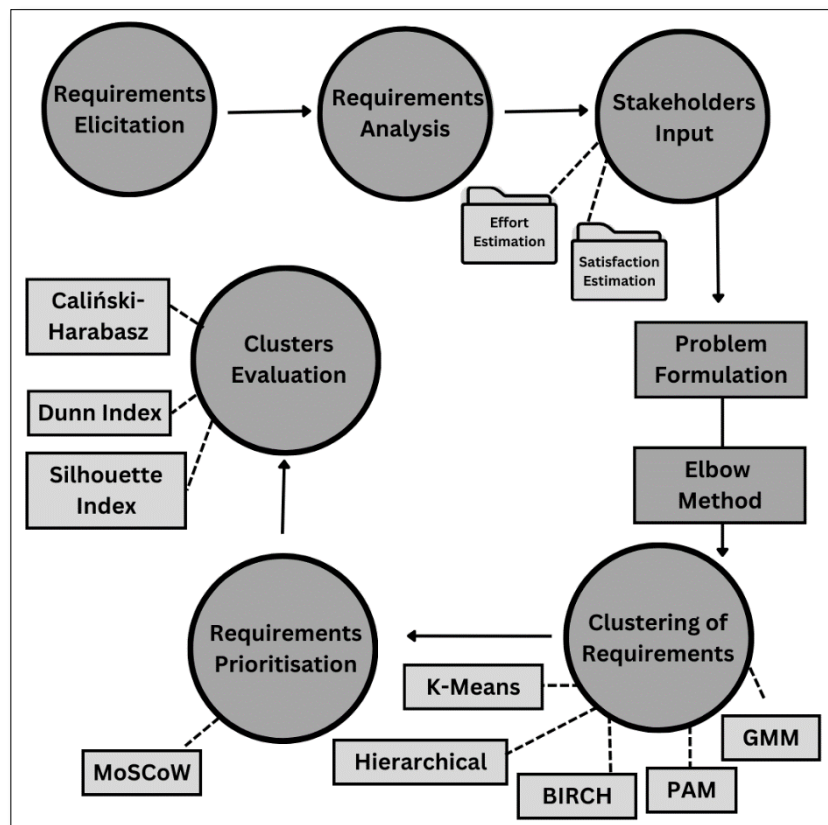 Requirements
Elicitation
Requirements
Analysis
Stakeholders
Input
Effort
Estimation
Satisfaction
Estimation
Problem
Formulation
Elbow
Method
Clustering of
Requirements
K-Means
Hierarchical
BIRCH
PAM
GMM
Requirements
Prioritisation
MoSCoW
Clusters
Evaluation
Caliński-
Harabasz
Dunn Index
Silhouette
Index